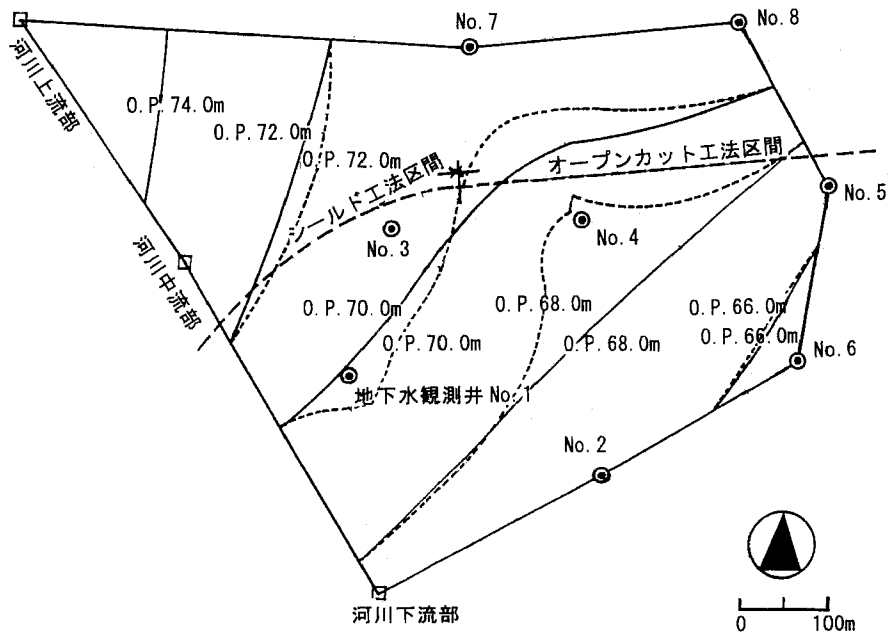 No.7
No.8
河川上流部
O.P.74.0m
O.P.72.0m
O.P.72.0m
シールド工法区間
オープンカット工法区間
No.5
No.3
No.4
河川中流部
O.P.70.0m
O.P.68.0m
O.P.66.0m
O.P.70.0m
O.P.68.0m
O.P.66.0m
No.6
地下水観測井 No.1
No.2
河川下流部
0
100m